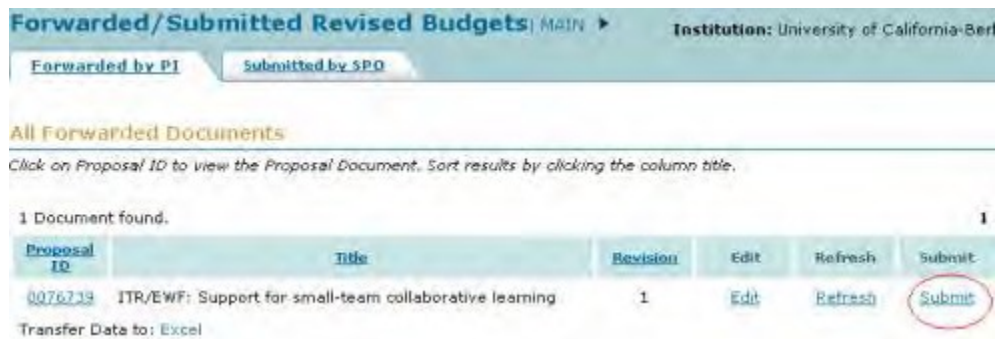 Forwarded/Submitted Revised Budgets| MAIN ▶ Institution: University of California-Berl
Forwarded by PI Submitted by SPO
All Forwarded Documents
Click on Proposal ID to view the Proposal Document. Sort results by clicking the column title.
1 Document found. 1
Proposal ID Title Revision Edit Refresh Submit
0076739 ITR/EWF: Support for small-team collaborative learning 1 Edit Refresh Submit
Transfer Data to: Excel